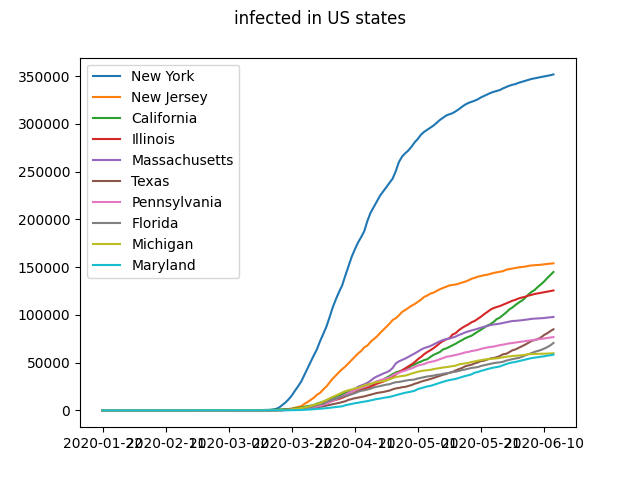 infected in US states
350000
300000
250000
200000
150000
100000
50000
0
New York
New Jersey
California
Illinois
Massachusetts
Texas
Pennsylvania
Florida
Michigan
Maryland
2020-01-22 2020-02-11 2020-03-02 2020-03-22 2020-04-11 2020-05-01 2020-05-21 2020-06-10